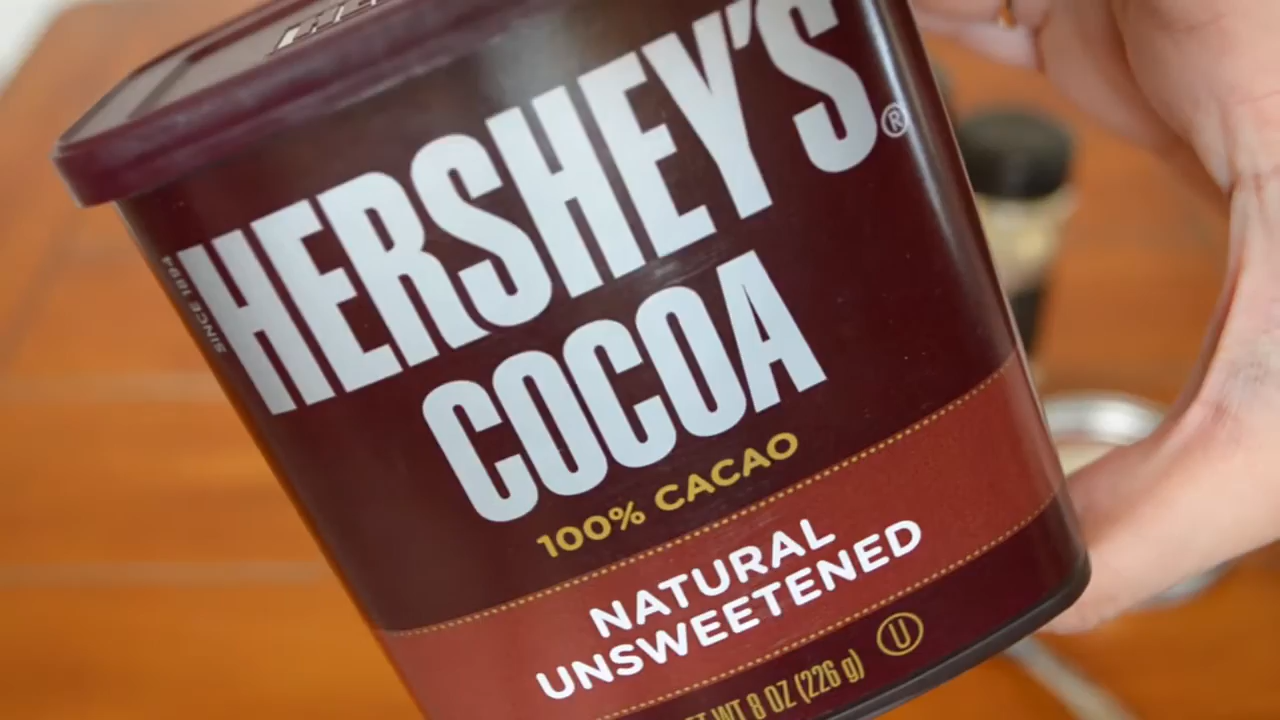 HERSHEY'S®
COCOA
100% CACAO
NATURAL
UNSWEETENED
U
WT 8 OZ (226 g)
SINCE 1894